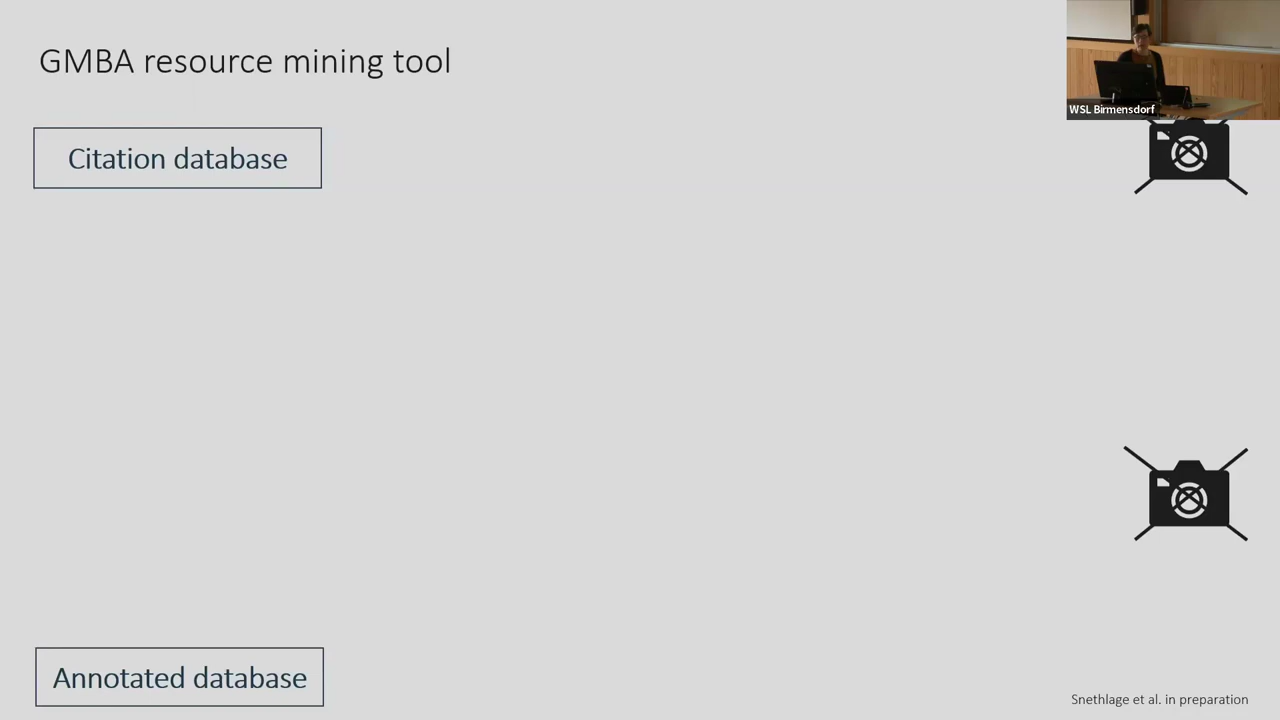 GMBA resource mining tool
WSL Birmensdorf
Citation database
Annotated database
Snethlage et al. in preparation